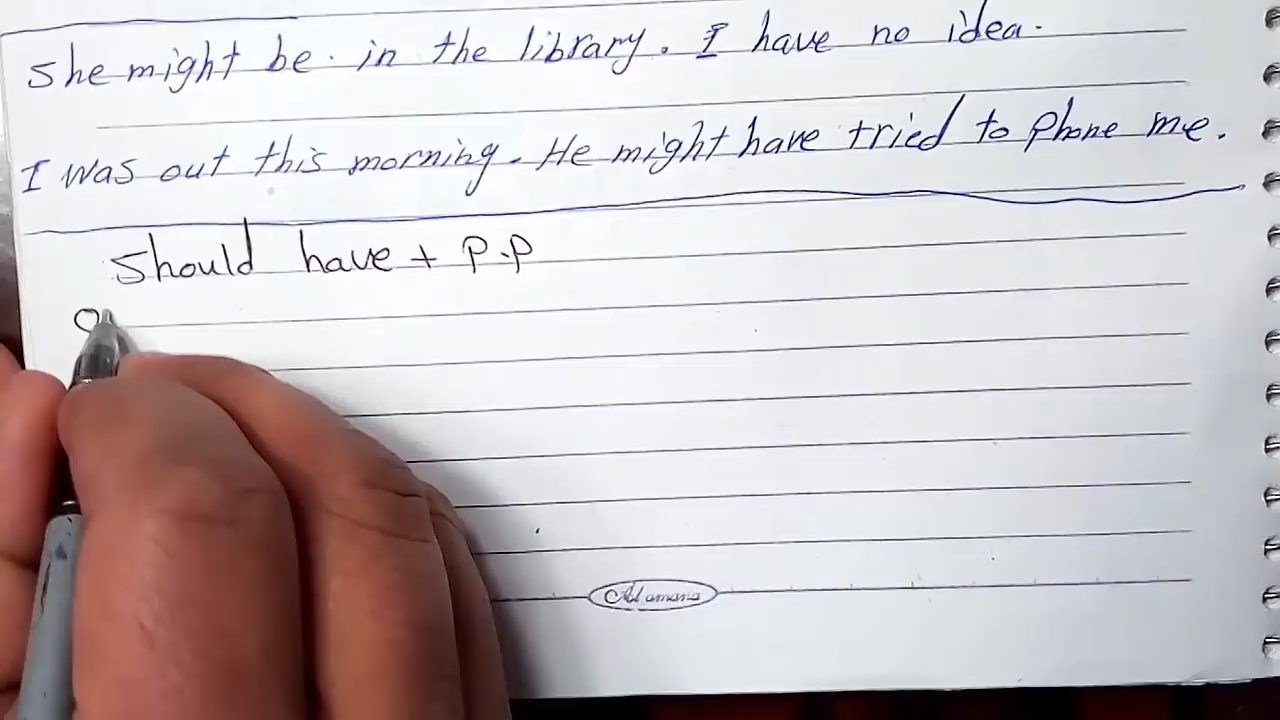 She might be in the library. I have no idea.
I was out this morning. He might have tried to phone me.
Should have + p.p